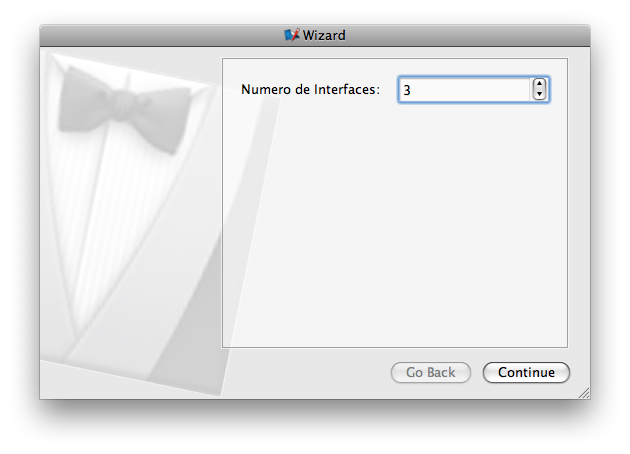 Wizard
Numero de Interfaces: 3
Go Back Continue